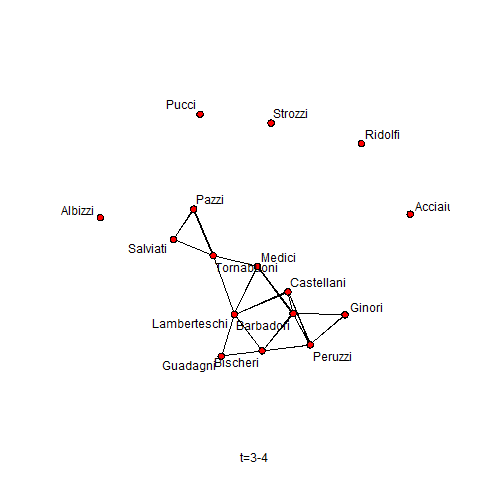 Pucci
Strozzi
Ridolfi
Pazzi
Albizzi
Acciaiu
Salviati
Medici
Tornabuoni
Castellani
Ginori
Lamberteschi
Barbadori
Peruzzi
Bischeri
Guadagni
t=3-4